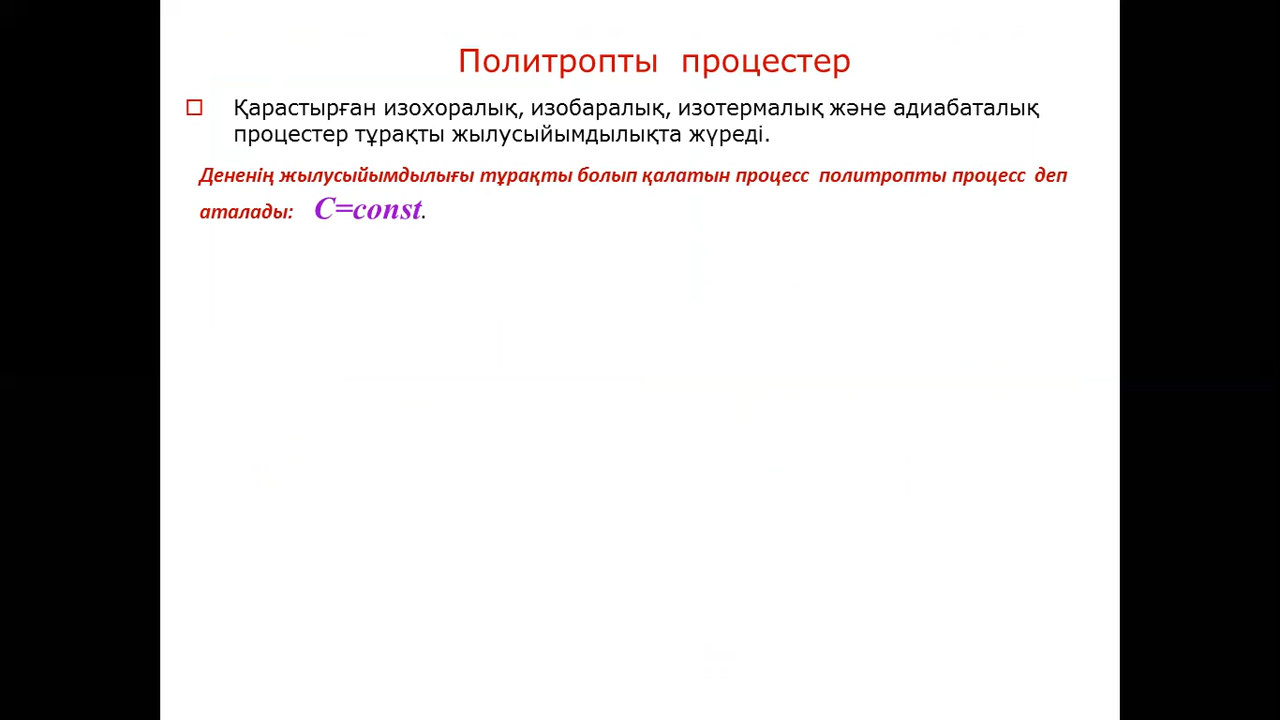 Политропты процестер
Қарастырған изохоралық, изобаралық, изотермалық және адиабаталық
процестер тұрақты жылусыйымдылықта жүреді.
Дененің жылусыйымдылығы тұрақты болып қалатын процесс политропты процесс деп
аталады: C=const.